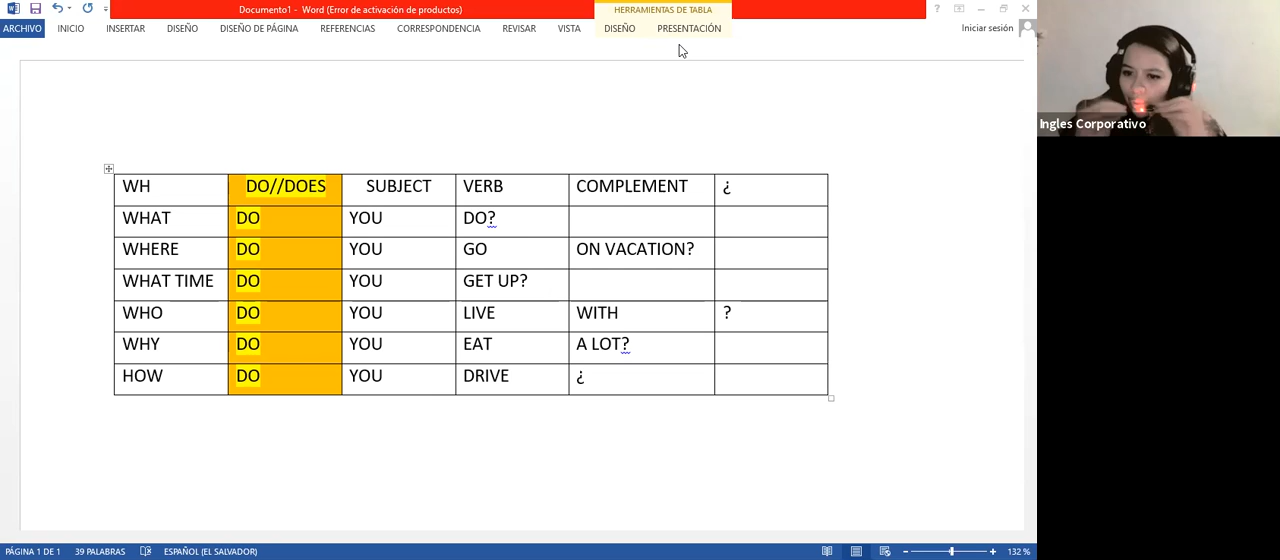 Documento1 - Word (Error de activación de productos)
HERRAMIENTAS DE TABLA
?
ARCHIVO INICIO INSERTAR DISEÑO DISEÑO DE PÁGINA REFERENCIAS CORRESPONDENCIA REVISAR VISTA DISEÑO PRESENTACIÓN Iniciar sesión
Ingles Corporativo
WH DO//DOES SUBJECT VERB COMPLEMENT ¿
WHAT DO YOU DO?
WHERE DO YOU GO ON VACATION?
WHAT TIME DO YOU GET UP?
WHO DO YOU LIVE WITH ?
WHY DO YOU EAT A LOT?
HOW DO YOU DRIVE ¿
PÁGINA 1 DE 1 39 PALABRAS ESPAÑOL (EL SALVADOR) 132 %